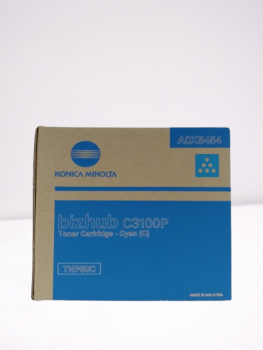 A0X5454
KONICA MINOLTA
bizhub C3100P
Toner Cartridge - Cyan (C)
TNP50C
MADE IN MALAYSIA